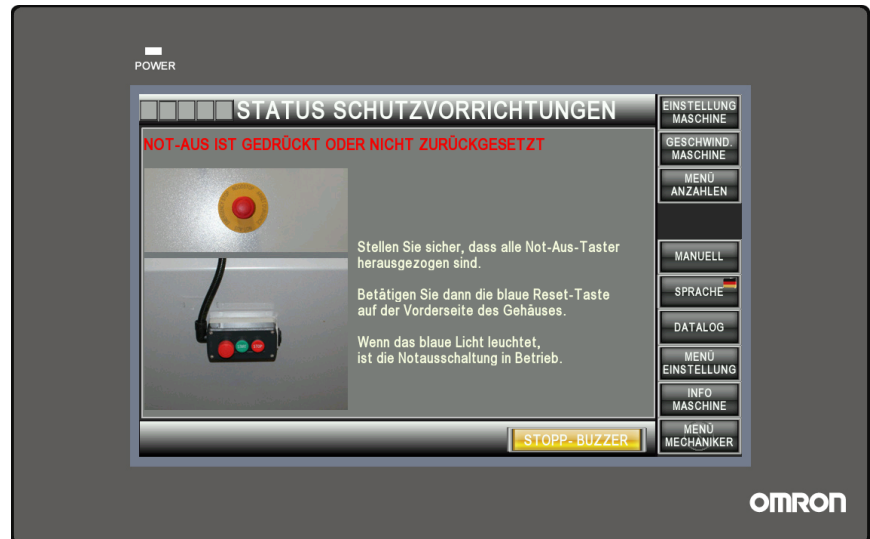 POWER
STATUS SCHUTZVORRICHTUNGEN
NOT-AUS IST GEDRÜCKT ODER NICHT ZURÜCKGESETZT
Stellen Sie sicher, dass alle Not-Aus-Taster
herausgezogen sind.
Betätigen Sie dann die blaue Reset-Taste
auf der Vorderseite des Gehäuses.
Wenn das blaue Licht leuchtet,
ist die Notausschaltung in Betrieb.
STOPP- BUZZER
EINSTELLUNG
MASCHINE
GESCHWIND.
MASCHINE
MENÜ
ANZAHLEN
MANUELL
SPRACHE
DATALOG
MENÜ
EINSTELLUNG
INFO
MASCHINE
MENÜ
MECHANIKER
OMRON